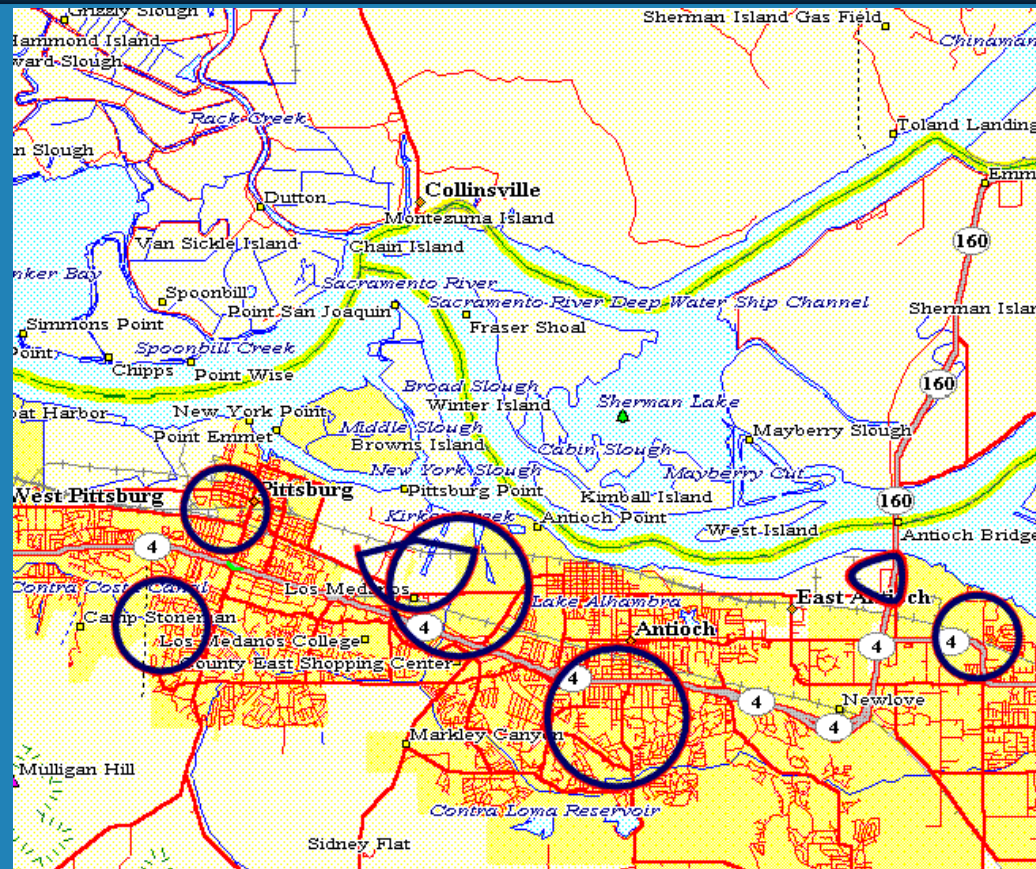 Grizzly Slough
Sherman Island Gas Field
Hammond Island
Chinaman
ward Slough
Rack Creek
Toland Landing
n Slough
Emm
Collinsville
Dutton
Montezuma Island
160
Van Sickle Island
Chain Island
nker Bay
Sacramento River
Spoonbill
Sacramento River Deep Water Ship Channel
Point San Joaquin
Sherman Islan
Simmons Point
Fraser Shoal
Spoonbill Creek
Point
Chipps
Point Wise
160
Broad Slough
Winter Island
Sherman Lake
at Harbor
New York Point
Middle Slough
Mayberry Slough
Point Emmet
Browns Island
Cabin Slough
New York Slough
Mayberry Cut
West Pittsburg
Pittsburg
Pittsburg Point
Kimball Island
160
Kirker Creek
Antioch Point
West Island
Antioch Bridge
4
Contra Costa Canal
Los Medanos
East Antioch
Lake Alhambra
Camp Stoneman
4
Antioch
Los Medanos College
4
4
County East Shopping Center
4
4
Newlove
4
Markley Canyon
Mulligan Hill
Contra Loma Reservoir
Sidney Flat